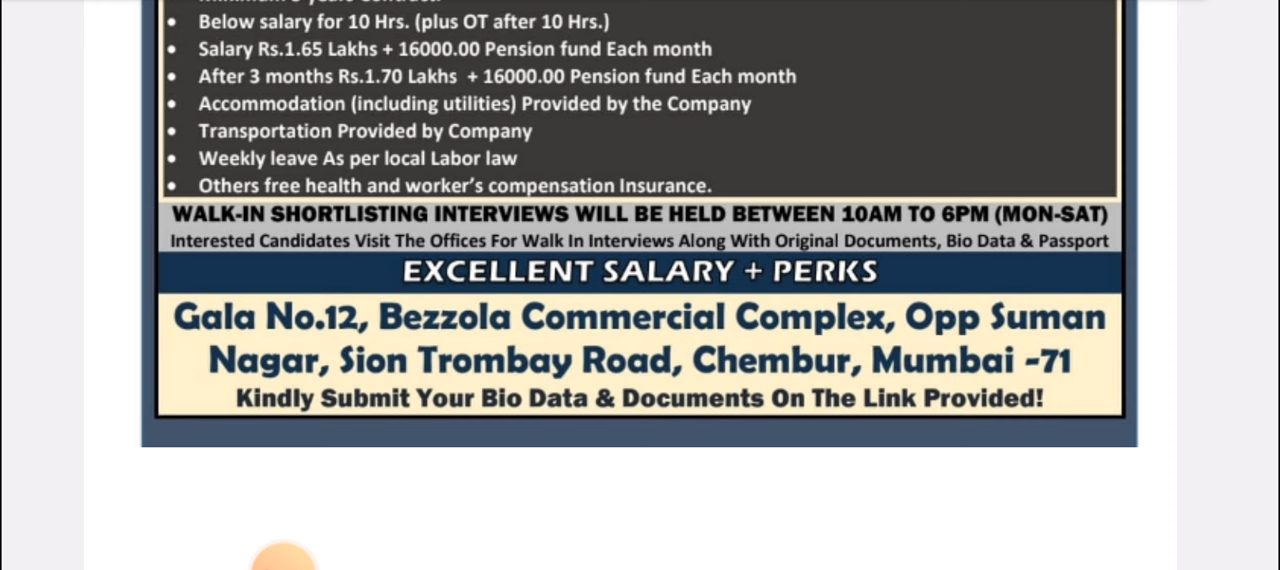 Below salary for 10 Hrs. (plus OT after 10 Hrs.)
Salary Rs.1.65 Lakhs + 16000.00 Pension fund Each month
After 3 months Rs.1.70 Lakhs + 16000.00 Pension fund Each month
Accommodation (including utilities) Provided by the Company
Transportation Provided by Company
Weekly leave As per local Labor law
Others free health and worker's compensation Insurance.
WALK-IN SHORTLISTING INTERVIEWS WILL BE HELD BETWEEN 10AM TO 6PM (MON-SAT)
Interested Candidates Visit The Offices For Walk In Interviews Along With Original Documents, Bio Data & Passport
EXCELLENT SALARY + PERKS
Gala No.12, Bezzola Commercial Complex, Opp Suman
Nagar, Sion Trombay Road, Chembur, Mumbai -71
Kindly Submit Your Bio Data & Documents On The Link Provided!